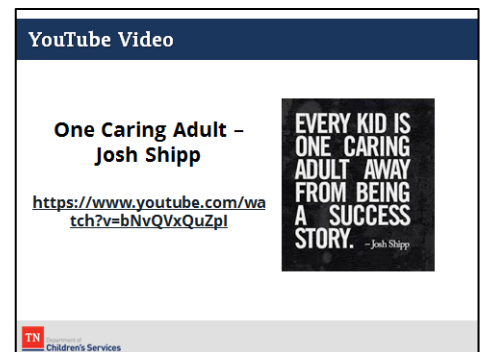 YouTube Video
One Caring Adult –
Josh Shipp
https://www.youtube.com/wa
tch?v=bNvQVxQuZpI
EVERY KID IS
ONE CARING
ADULT AWAY
FROM BEING
A SUCCESS
STORY. – Josh Shipp
TN
Department of
Children's Services